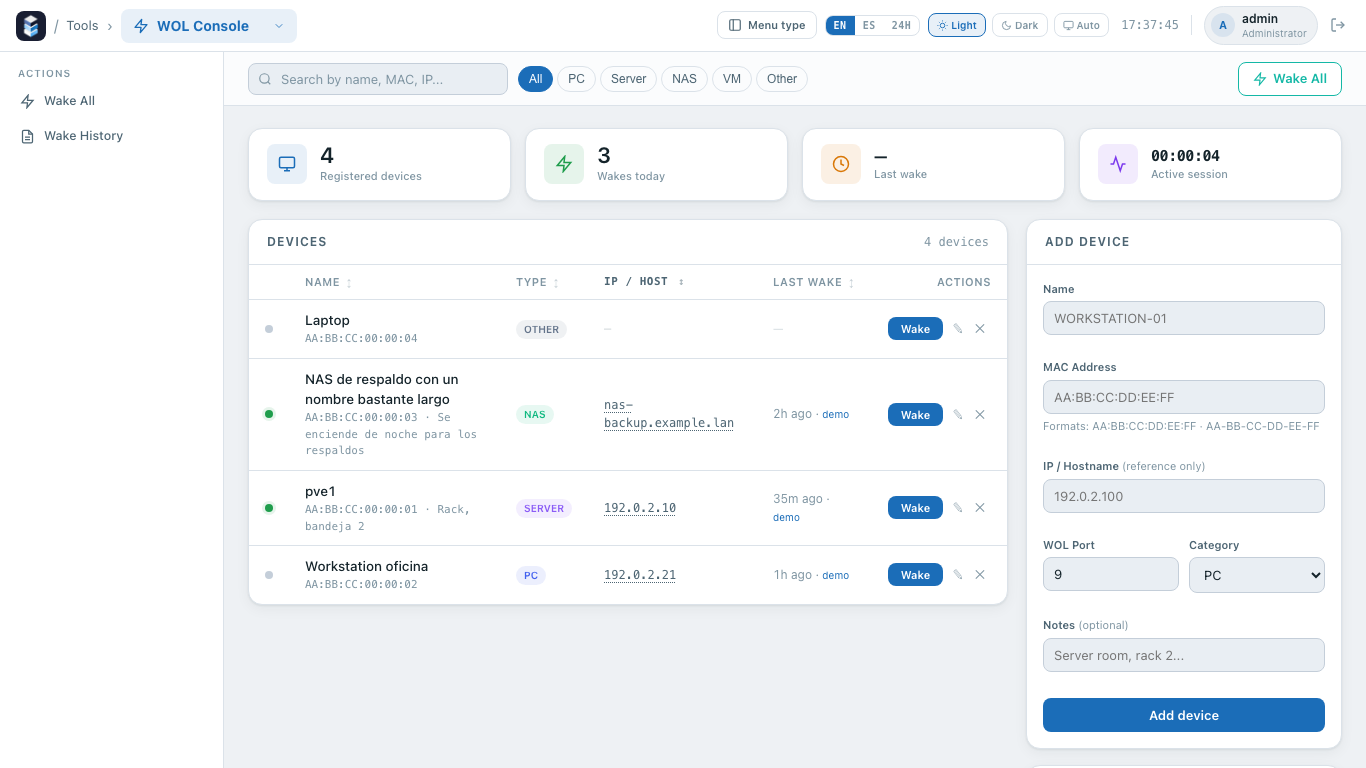 / Tools › WOL Console
Menu type
EN ES 24H
Light
Dark
Auto
17:37:45
A
admin
Administrator
ACTIONS
Wake All
Wake History
Search by name, MAC, IP...
All PC Server NAS VM Other
Wake All
4
Registered devices
3
Wakes today
—
Last wake
00:00:04
Active session
DEVICES
4 devices
NAME ↕ TYPE ↕ IP / HOST ↕ LAST WAKE ↕ ACTIONS
Laptop
AA:BB:CC:00:00:04
OTHER
—
—
Wake
NAS de respaldo con un
nombre bastante largo
AA:BB:CC:00:00:03 · Se
enciende de noche para los
respaldos
NAS
nas-
backup.example.lan
2h ago · demo
Wake
pve1
AA:BB:CC:00:00:01 · Rack,
bandeja 2
SERVER
192.0.2.10
35m ago ·
demo
Wake
Workstation oficina
AA:BB:CC:00:00:02
PC
192.0.2.21
1h ago · demo
Wake
ADD DEVICE
Name
WORKSTATION-01
MAC Address
AA:BB:CC:DD:EE:FF
Formats: AA:BB:CC:DD:EE:FF · AA-BB-CC-DD-EE-FF
IP / Hostname (reference only)
192.0.2.100
WOL Port
9
Category
PC
Notes (optional)
Server room, rack 2...
Add device